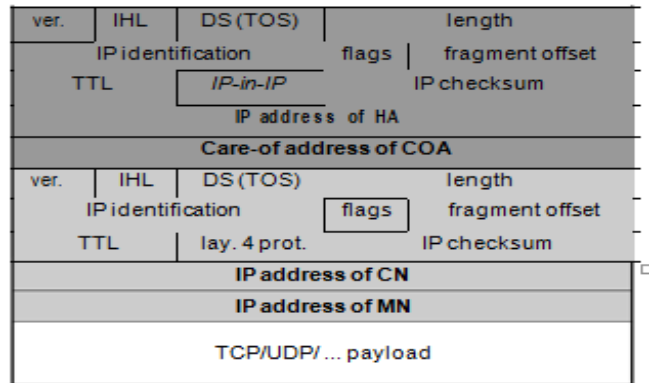 ver. IHL DS (TOS) length
IP identification flags fragment offset
TTL IP-in-IP IP checksum
IP address of HA
Care-of address of COA
ver. IHL DS (TOS) length
IP identification flags fragment offset
TTL lay. 4 prot. IP checksum
IP address of CN
IP address of MN
TCP/UDP/ ... payload